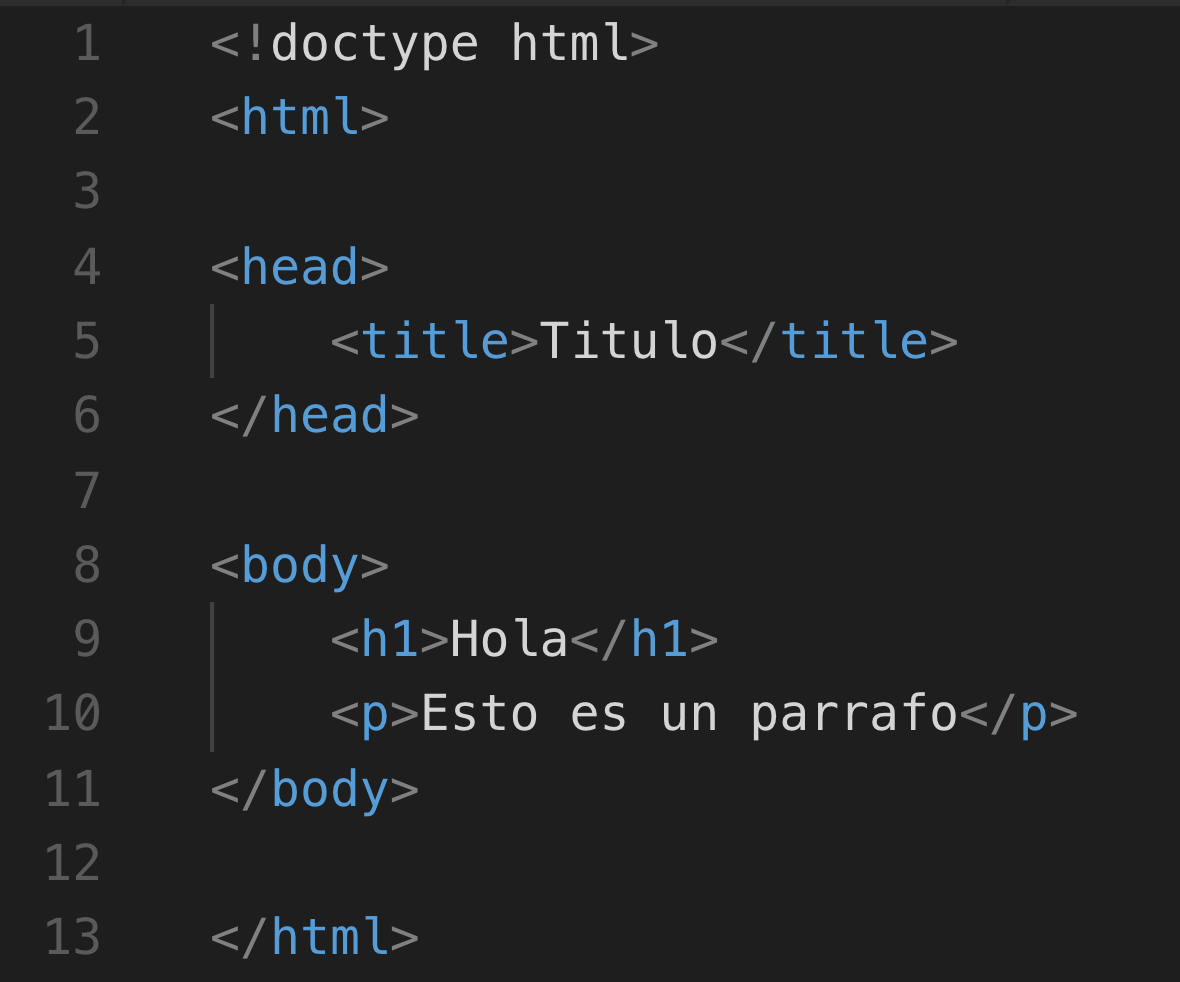 1 <!doctype html>
2 <html>
3
4 <head>
5     <title>Titulo</title>
6 </head>
7
8 <body>
9     <h1>Hola</h1>
10     <p>Esto es un parrafo</p>
11 </body>
12
13 </html>